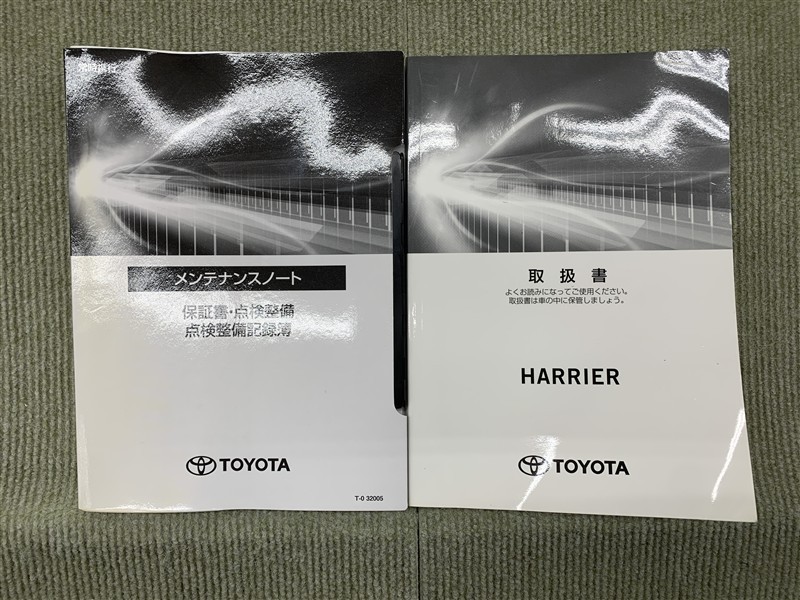 メンテナンスノート
保証書・点検整備
点検整備記録簿
TOYOTA
T-0 32005
取扱書
よくお読みになってご使用ください。
取扱書は車の中に保管しましょう。
HARRIER
TOYOTA